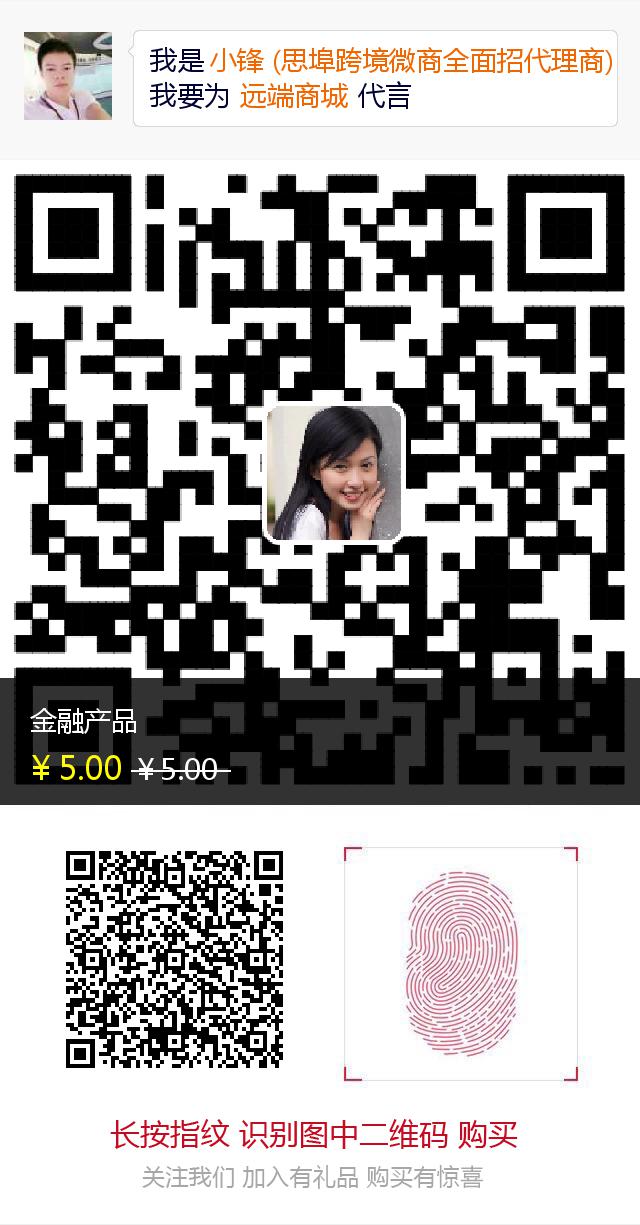 我是 小锋 (思埠跨境微商全面招代理商)
我要为 远端商城 代言
金融产品
¥ 5.00 ¥ 5.00
长按指纹 识别图中二维码 购买
关注我们 加入有礼品 购买有惊喜